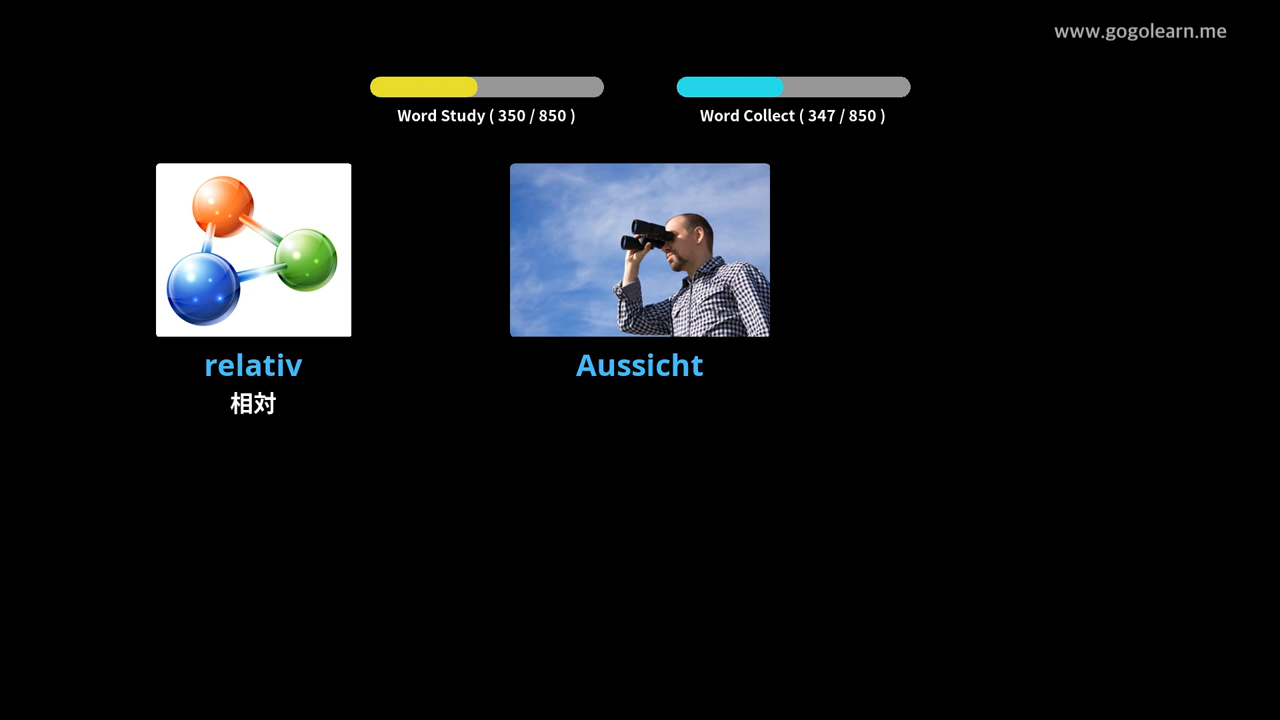 www.gogolearn.me
Word Study ( 350 / 850 )
Word Collect ( 347 / 850 )
relativ
相対
Aussicht